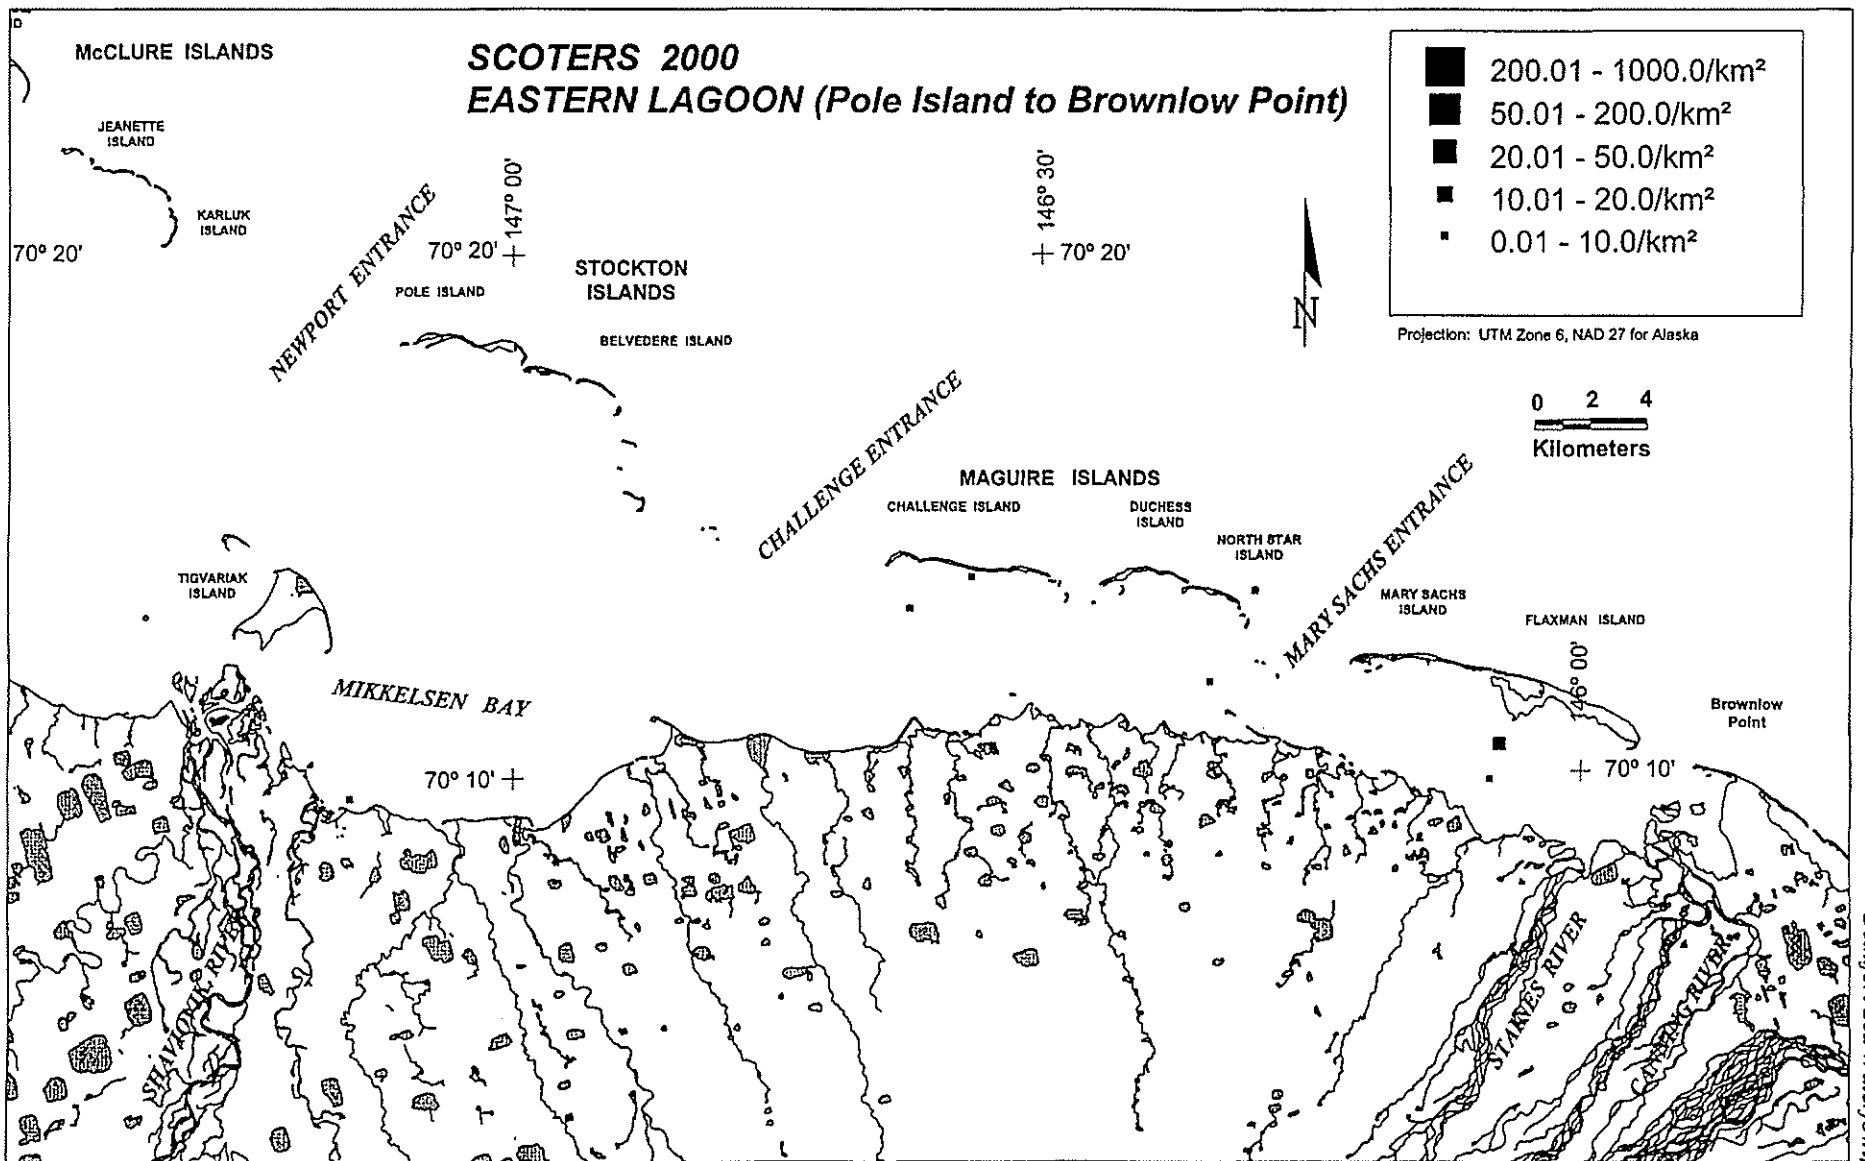 McCLURE ISLANDS
SCOTERS 2000
EASTERN LAGOON (Pole Island to Brownlow Point)
200.01 - 1000.0/km²
50.01 - 200.0/km²
20.01 - 50.0/km²
10.01 - 20.0/km²
0.01 - 10.0/km²
Projection: UTM Zone 6, NAD 27 for Alaska
0 2 4
Kilometers
N
JEANETTE
ISLAND
KARLUK
ISLAND
70° 20'
NEWPORT ENTRANCE
147° 00'
70° 20'
146° 30'
70° 20'
STOCKTON
ISLANDS
POLE ISLAND
BELVEDERE ISLAND
CHALLENGE ENTRANCE
MAGUIRE ISLANDS
CHALLENGE ISLAND
DUCHESS
ISLAND
NORTH STAR
ISLAND
MARY SACHS ENTRANCE
MARY SACHS
ISLAND
FLAXMAN ISLAND
146° 00'
TIGVARIAK
ISLAND
MIKKELSEN BAY
Brownlow
Point
70° 10'
70° 10'
SHAVIOVIK RIVER
STAKNES RIVER
CANNING RIVER